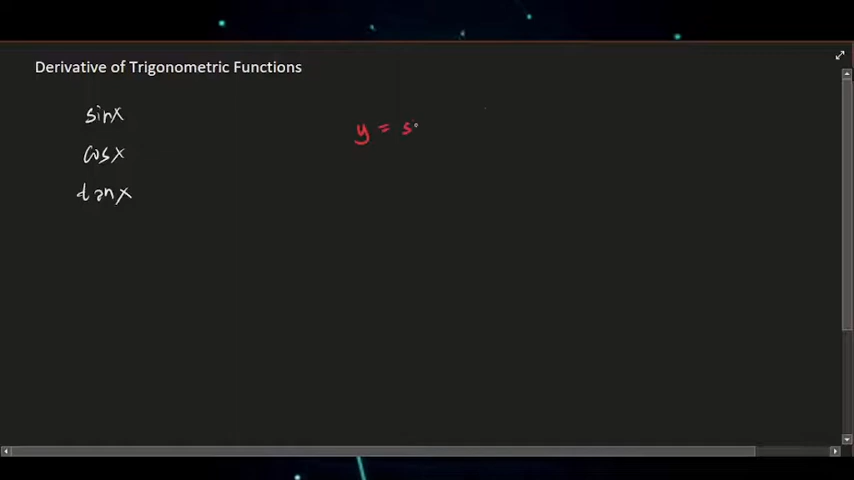 Derivative of Trigonometric Functions
sinx
y = s
cosx
tanx